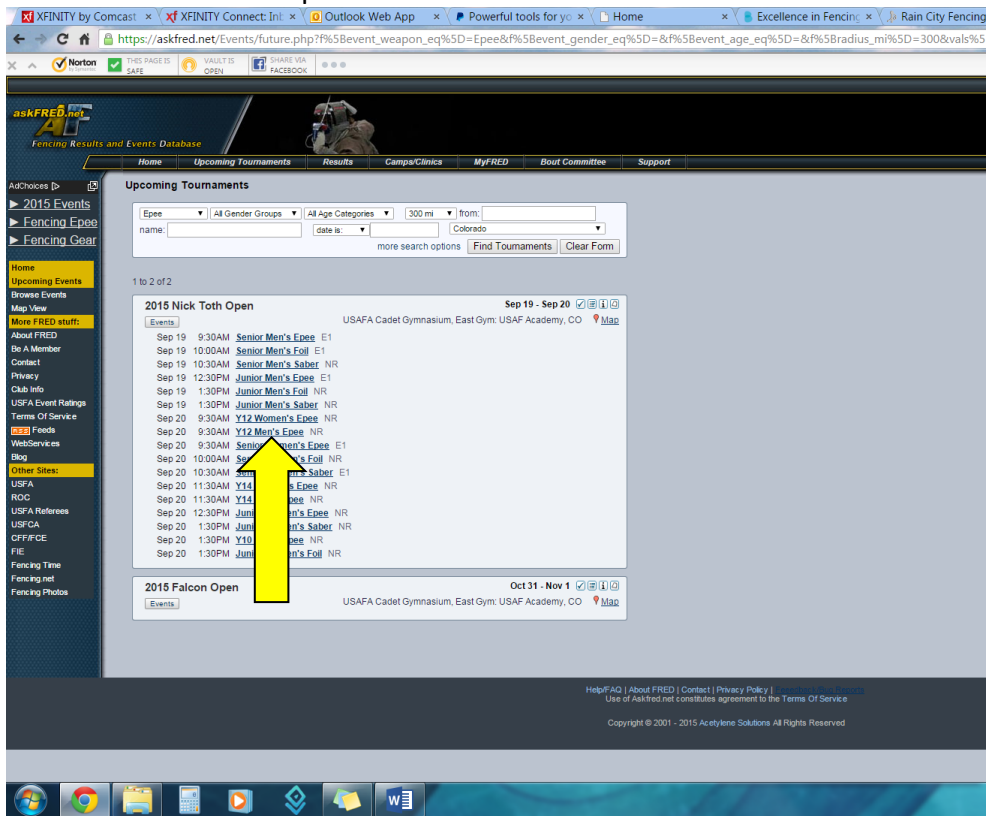 XFINITY by Comcast × XFINITY Connect: Inb × Outlook Web App × Powerful tools for yo × Home × Excellence in Fencing × Rain City Fencing
https://askfred.net/Events/future.php?f%5Bevent_weapon_eq%5D=Epee&f%5Bevent_gender_eq%5D=&f%5Bevent_age_eq%5D=&f%5Bradius_mi%5D=300&vals%5
Norton THIS PAGE IS SAFE VAULT IS OPEN SHARE VIA FACEBOOK
askFRED.net
AF
Fencing Results and Events Database
Home Upcoming Tournaments Results Camps/Clinics MyFRED Bout Committee Support
AdChoices
► 2015 Events
► Fencing Epee
► Fencing Gear
Home
Upcoming Events
Browse Events
Map View
More FRED stuff:
About FRED
Be A Member
Contact
Privacy
Club Info
USFA Event Ratings
Terms Of Service
RSS Feeds
WebServices
Blog
Other Sites:
USFA
ROC
USFA Referees
USFCA
CFF/FCE
FIE
Fencing Time
Fencing.net
Fencing Photos
Upcoming Tournaments
Epee All Gender Groups All Age Categories 300 mi from:
name: date is: Colorado
more search options Find Tournaments Clear Form
1 to 2 of 2
2015 Nick Toth Open Sep 19 - Sep 20
Events USAFA Cadet Gymnasium, East Gym: USAF Academy, CO Map
Sep 19 9:30AM Senior Men's Epee E1
Sep 19 10:00AM Senior Men's Foil E1
Sep 19 10:30AM Senior Men's Saber NR
Sep 19 12:30PM Junior Men's Epee E1
Sep 19 1:30PM Junior Men's Foil NR
Sep 19 1:30PM Junior Men's Saber NR
Sep 20 9:30AM Y12 Women's Epee NR
Sep 20 9:30AM Y12 Men's Epee NR
Sep 20 9:30AM Senior Epee E1
Sep 20 10:00AM Foil NR
Sep 20 10:30AM Saber E1
Sep 20 11:30AM Y14 Epee NR
Sep 20 11:30AM Y14 NR
Sep 20 12:30PM Epee NR
Sep 20 1:30PM Saber NR
Sep 20 1:30PM Y10 NR
Sep 20 1:30PM Foil NR
2015 Falcon Open Oct 31 - Nov 1
Events USAFA Cadet Gymnasium, East Gym: USAF Academy, CO Map
Help/FAQ | About FRED | Contact | Privacy Policy |
Use of Askfred.net constitutes agreement to the Terms Of Service
Copyright © 2001 - 2015 Acetylene Solutions All Rights Reserved